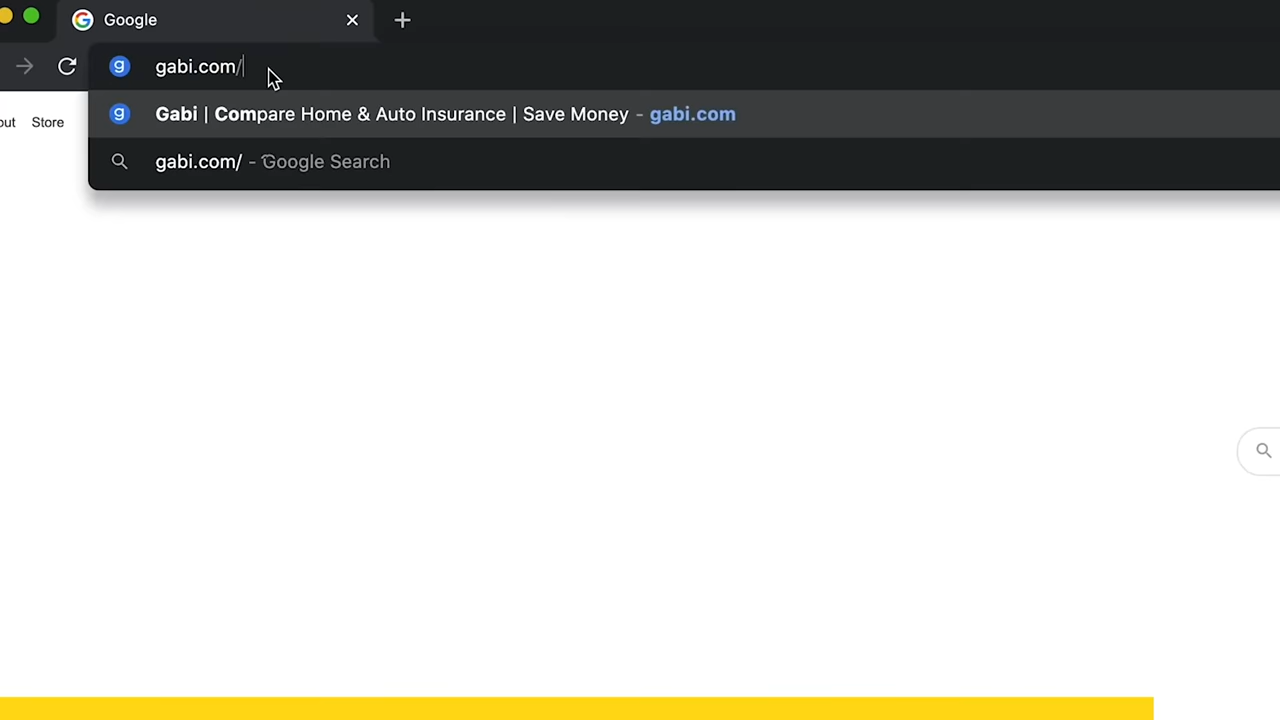 Google
gabi.com/
Gabi | Compare Home & Auto Insurance | Save Money - gabi.com
gabi.com/ - Google Search
out Store